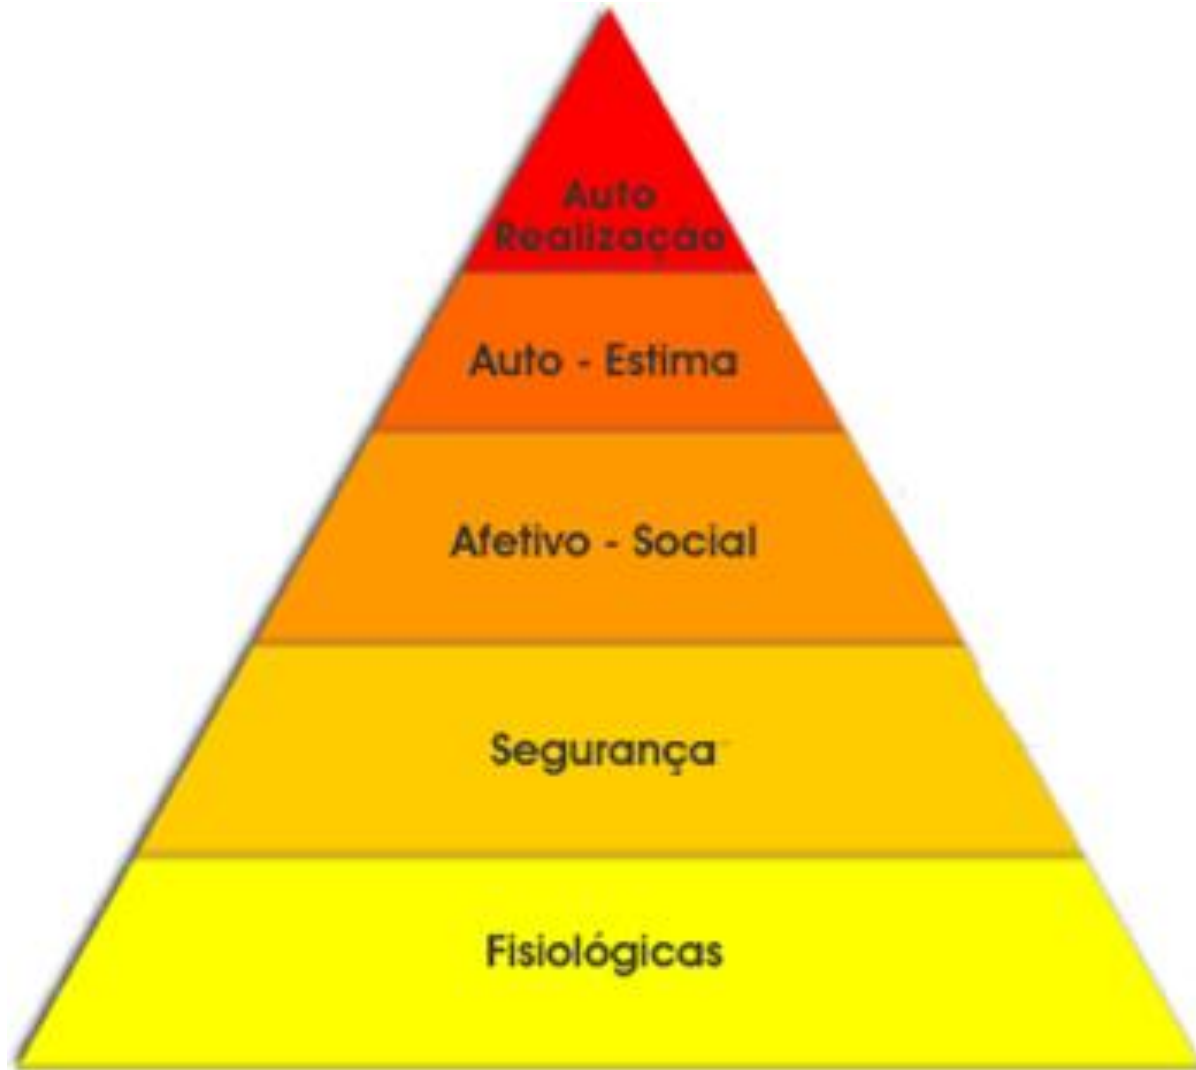 Auto
Realização
Auto - Estima
Afetivo - Social
Segurança
Fisiológicas